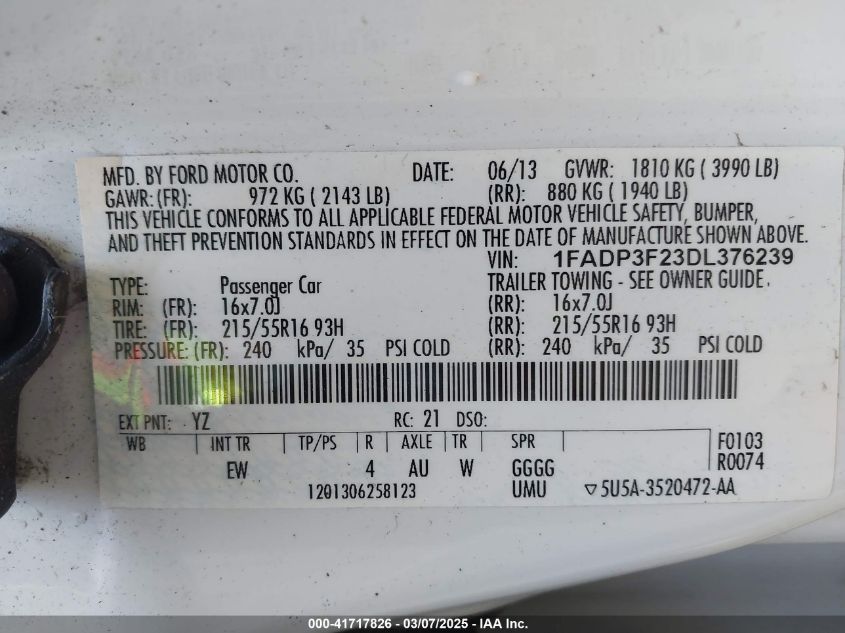 MFD. BY FORD MOTOR CO. DATE: 06/13 GVWR: 1810 KG ( 3990 LB)
GAWR: (FR): 972 KG ( 2143 LB) (RR): 880 KG ( 1940 LB)
THIS VEHICLE CONFORMS TO ALL APPLICABLE FEDERAL MOTOR VEHICLE SAFETY, BUMPER,
AND THEFT PREVENTION STANDARDS IN EFFECT ON THE DATE OF MANUFACTURE SHOWN ABOVE.
VIN: 1FADP3F23DL376239
TYPE: Passenger Car TRAILER TOWING - SEE OWNER GUIDE.
RIM: (FR): 16x7.0J (RR): 16x7.0J
TIRE: (FR): 215/55R16 93H (RR): 215/55R16 93H
PRESSURE: (FR): 240 kPa/ 35 PSI COLD (RR): 240 kPa/ 35 PSI COLD
EXT PNT: YZ RC: 21 DSO:
WB INT TR TP/PS R AXLE TR SPR F0103
EW 4 AU W GGGG R0074
1201306258123 UMU ▽5U5A-3520472-AA
000-41717826 - 03/07/2025 - IAA Inc.